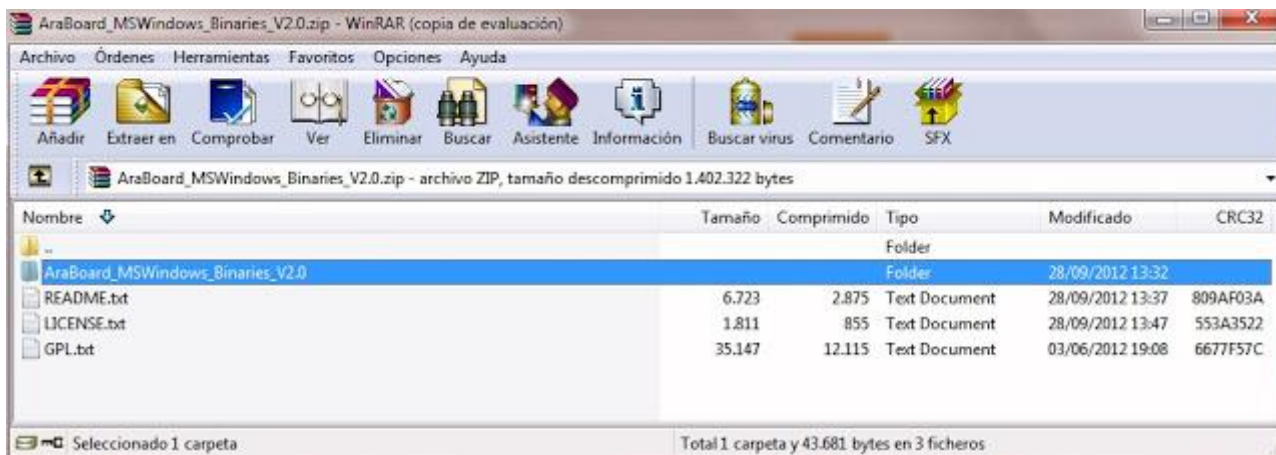 AraBoard_MSWindows_Binaries_V2.0.zip - WinRAR (copia de evaluación)
Archivo Órdenes Herramientas Favoritos Opciones Ayuda
Añadir Extraer en Comprobar Ver Eliminar Buscar Asistente Información Buscar virus Comentario SFX
AraBoard_MSWindows_Binaries_V2.0.zip - archivo ZIP, tamaño descomprimido 1.402.322 bytes
Nombre Tamaño Comprimido Tipo Modificado CRC32
.. Folder
AraBoard_MSWindows_Binaries_V2.0 Folder 28/09/2012 13:32
README.txt 6.723 2.875 Text Document 28/09/2012 13:37 809AF03A
LICENSE.txt 1.811 855 Text Document 28/09/2012 13:47 553A3522
GPL.txt 35.147 12.115 Text Document 03/06/2012 19:08 6677F57C
Seleccionado 1 carpeta Total 1 carpeta y 43.681 bytes en 3 ficheros